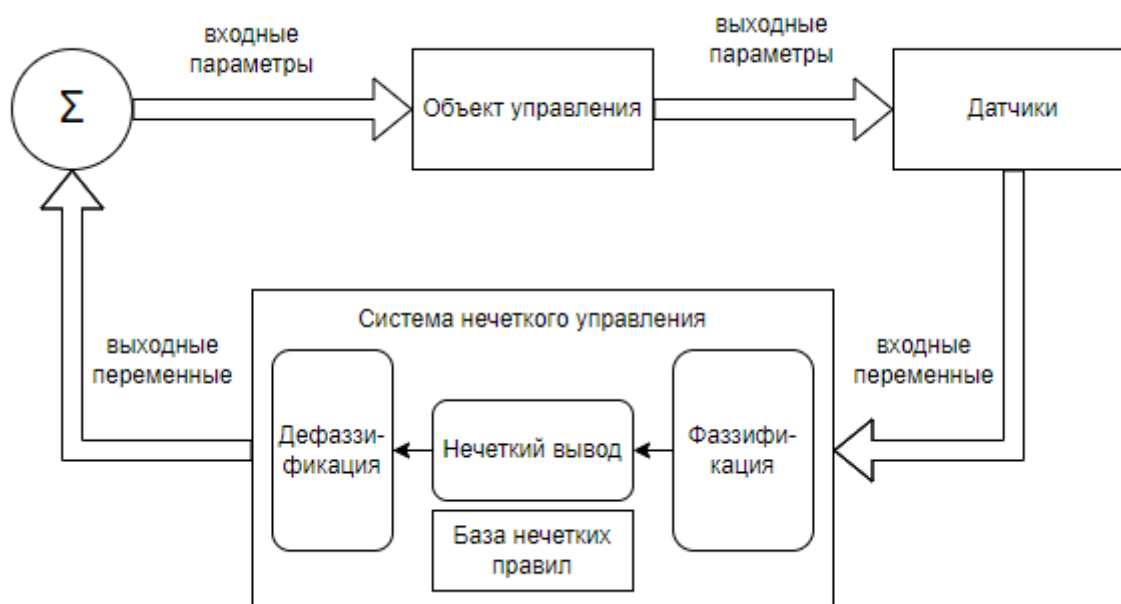 входные
параметры
выходные
параметры
Σ
Объект управления
Датчики
Система нечеткого управления
выходные
переменные
входные
переменные
Дефаззи-
фикация
Нечеткий вывод
Фаззифи-
кация
База нечетких
правил